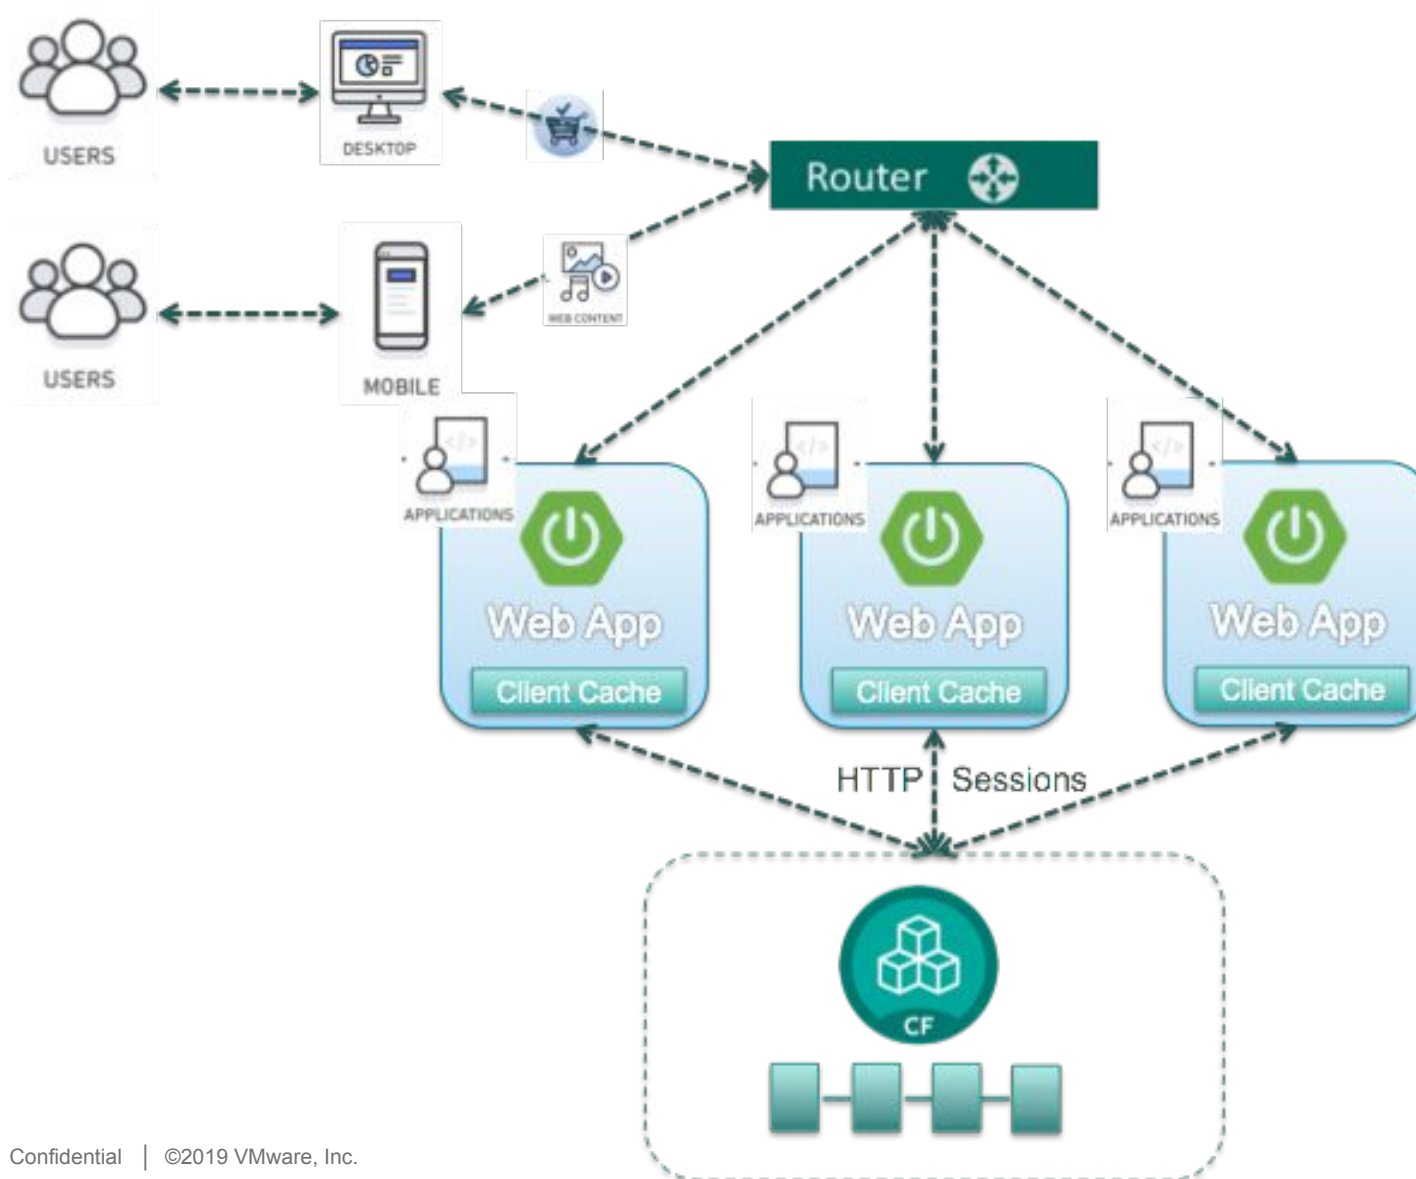 USERS
DESKTOP
Router
USERS
MOBILE
WEB CONTENT
APPLICATIONS
APPLICATIONS
APPLICATIONS
Web App
Web App
Web App
Client Cache
Client Cache
Client Cache
HTTP Sessions
CF
Confidential │ ©2019 VMware, Inc.